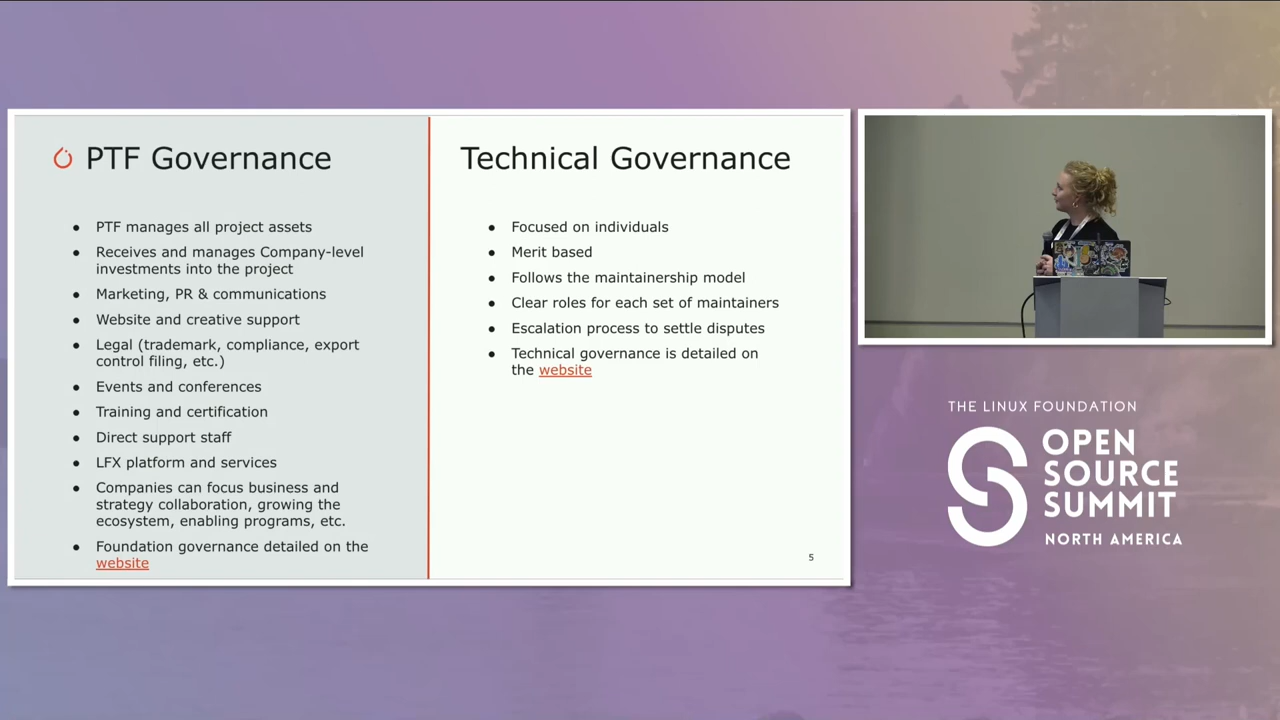 PTF Governance
● PTF manages all project assets
● Receives and manages Company-level
investments into the project
● Marketing, PR & communications
● Website and creative support
● Legal (trademark, compliance, export
control filing, etc.)
● Events and conferences
● Training and certification
● Direct support staff
● LFX platform and services
● Companies can focus business and
strategy collaboration, growing the
ecosystem, enabling programs, etc.
● Foundation governance detailed on the
website
Technical Governance
● Focused on individuals
● Merit based
● Follows the maintainership model
● Clear roles for each set of maintainers
● Escalation process to settle disputes
● Technical governance is detailed on
the website
5
THE LINUX FOUNDATION
OPEN
SOURCE
SUMMIT
NORTH AMERICA